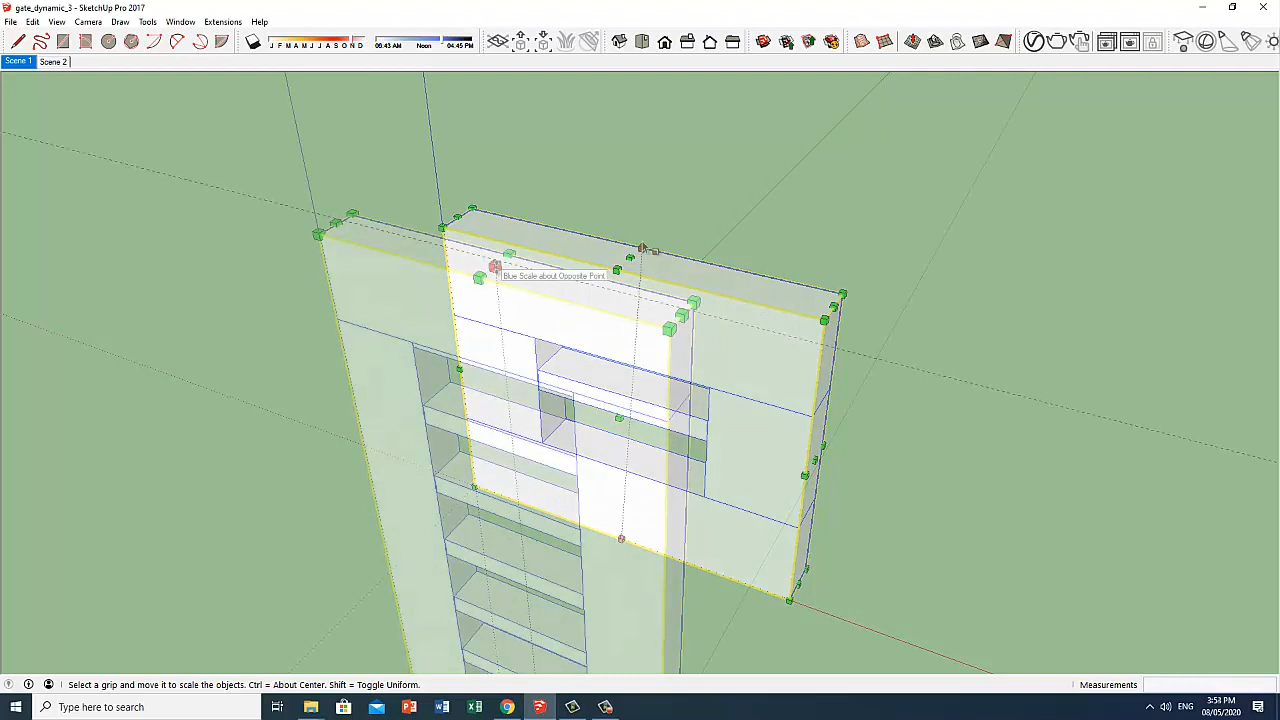 gate_dynamic_3 - SketchUp Pro 2017
File Edit View Camera Draw Tools Window Extensions Help
J F M A M J J A S O N D
06:43 AM Noon 04:45 PM
Scene 1 Scene 2
Blue Scale about Opposite Point
Select a grip and move it to scale the objects. Ctrl = About Center. Shift = Toggle Uniform.
Measurements
Type here to search
ENG
3:53 PM
08/05/2020